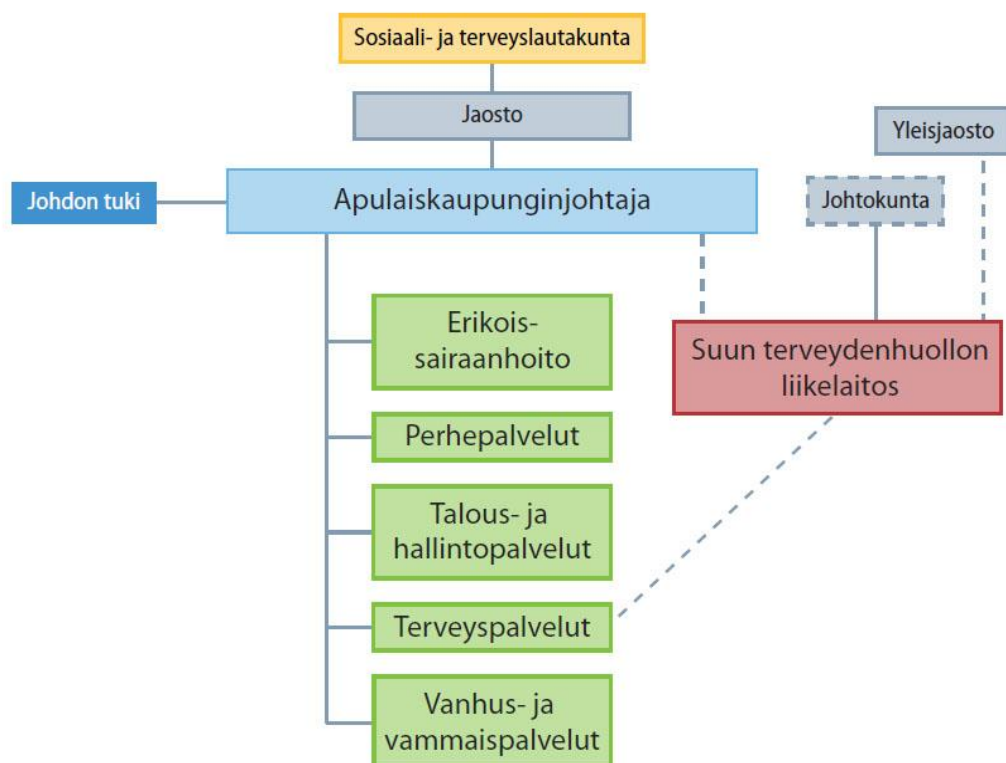 Sosiaali- ja terveyslautakunta
Jaosto
Yleisjaosto
Johdon tuki
Apulaiskaupunginjohtaja
Johtokunta
Erikois-
sairaanhoito
Suun terveydenhuollon
liikelaitos
Perhepalvelut
Talous- ja
hallintopalvelut
Terveyspalvelut
Vanhus- ja
vammaispalvelut